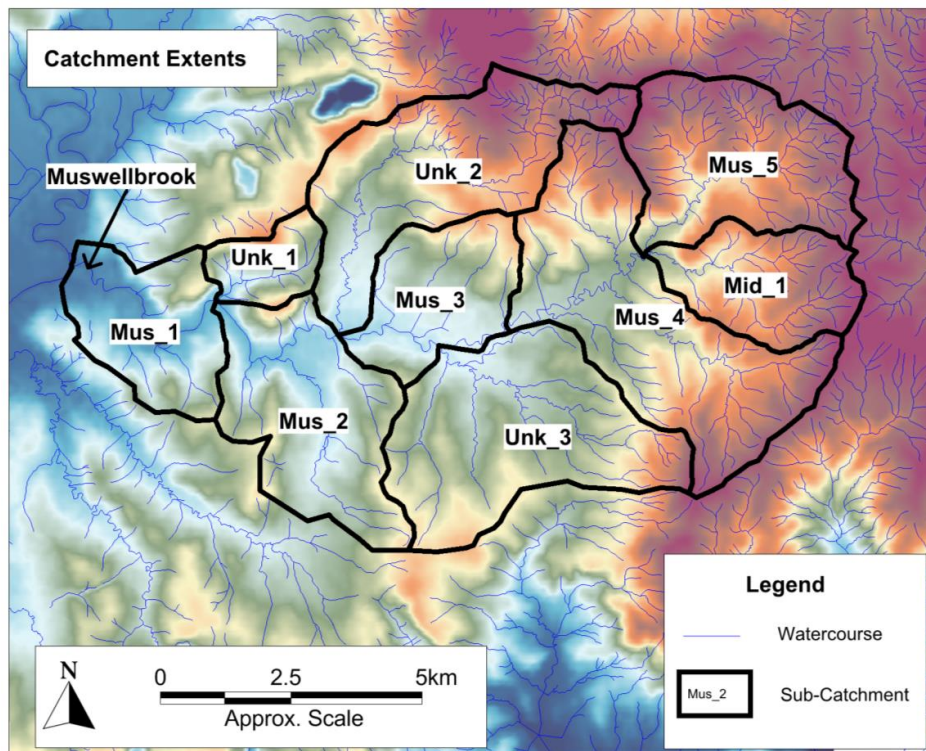 Catchment Extents
Muswellbrook
Unk_2
Mus_5
Unk_1
Mid_1
Mus_3
Mus_1
Mus_4
Mus_2
Unk_3
Legend
Watercourse
Mus_2 Sub-Catchment
N
0 2.5 5km
Approx. Scale